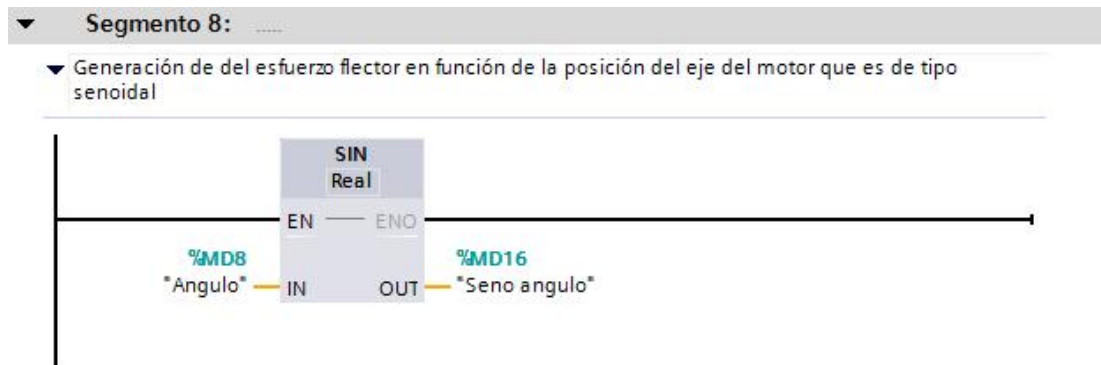 Segmento 8: .....
Generación de del esfuerzo flector en función de la posición del eje del motor que es de tipo
senoidal
SIN
Real
EN ENO
%MD8 %MD16
"Angulo" IN OUT "Seno angulo"